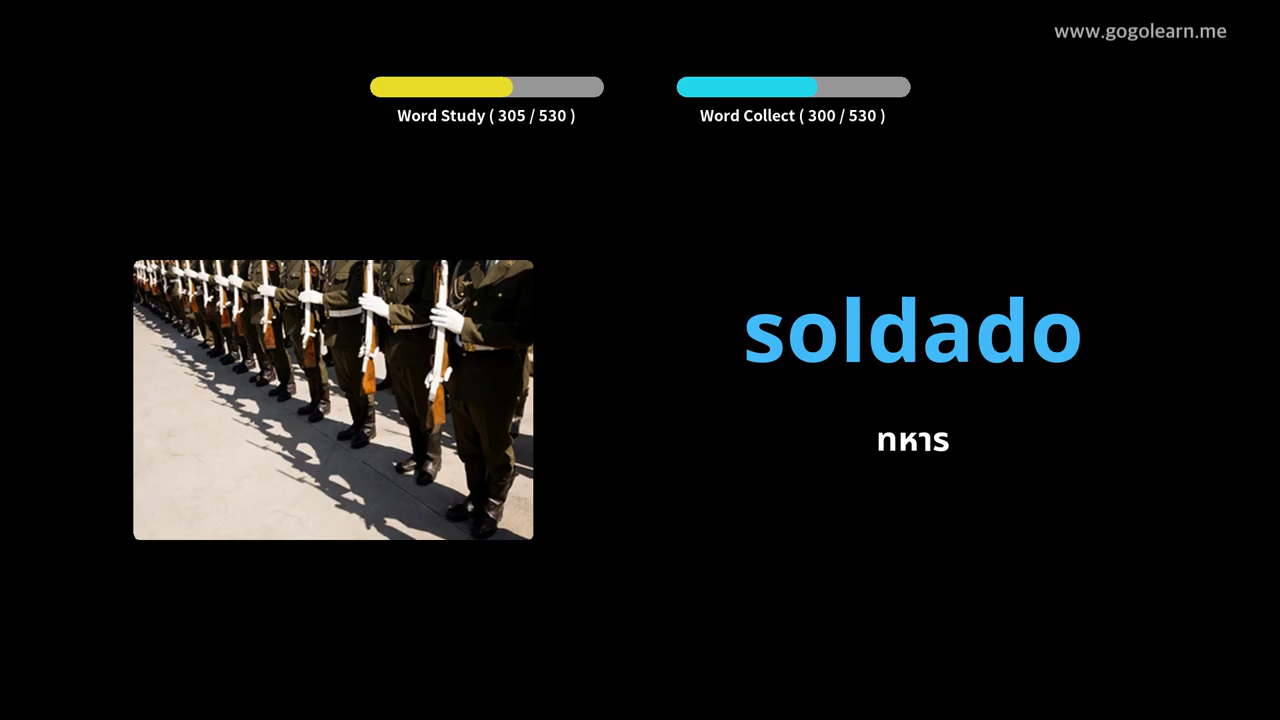 www.gogolearn.me
Word Study ( 305 / 530 )
Word Collect ( 300 / 530 )
soldado
ทหาร